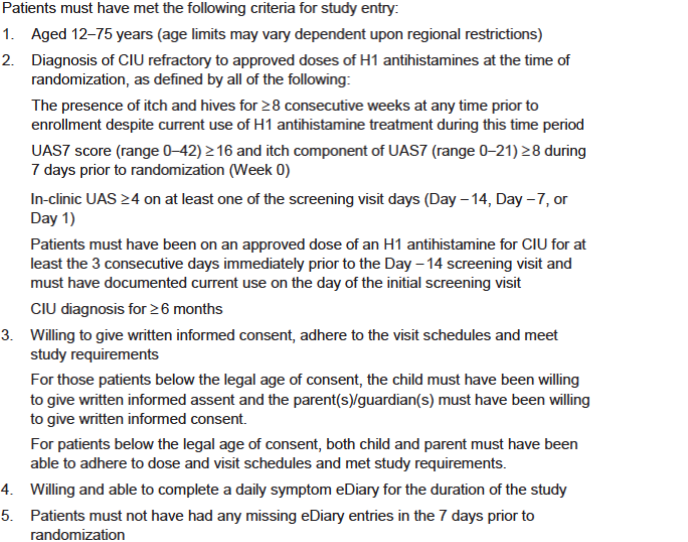 Patients must have met the following criteria for study entry:
1. Aged 12–75 years (age limits may vary dependent upon regional restrictions)
2. Diagnosis of CIU refractory to approved doses of H1 antihistamines at the time of
randomization, as defined by all of the following:
The presence of itch and hives for ≥8 consecutive weeks at any time prior to
enrollment despite current use of H1 antihistamine treatment during this time period
UAS7 score (range 0–42) ≥16 and itch component of UAS7 (range 0–21) ≥8 during
7 days prior to randomization (Week 0)
In-clinic UAS ≥4 on at least one of the screening visit days (Day −14, Day −7, or
Day 1)
Patients must have been on an approved dose of an H1 antihistamine for CIU for at
least the 3 consecutive days immediately prior to the Day −14 screening visit and
must have documented current use on the day of the initial screening visit
CIU diagnosis for ≥6 months
3. Willing to give written informed consent, adhere to the visit schedules and meet
study requirements
For those patients below the legal age of consent, the child must have been willing
to give written informed assent and the parent(s)/guardian(s) must have been willing
to give written informed consent.
For patients below the legal age of consent, both child and parent must have been
able to adhere to dose and visit schedules and met study requirements.
4. Willing and able to complete a daily symptom eDiary for the duration of the study
5. Patients must not have had any missing eDiary entries in the 7 days prior to
randomization